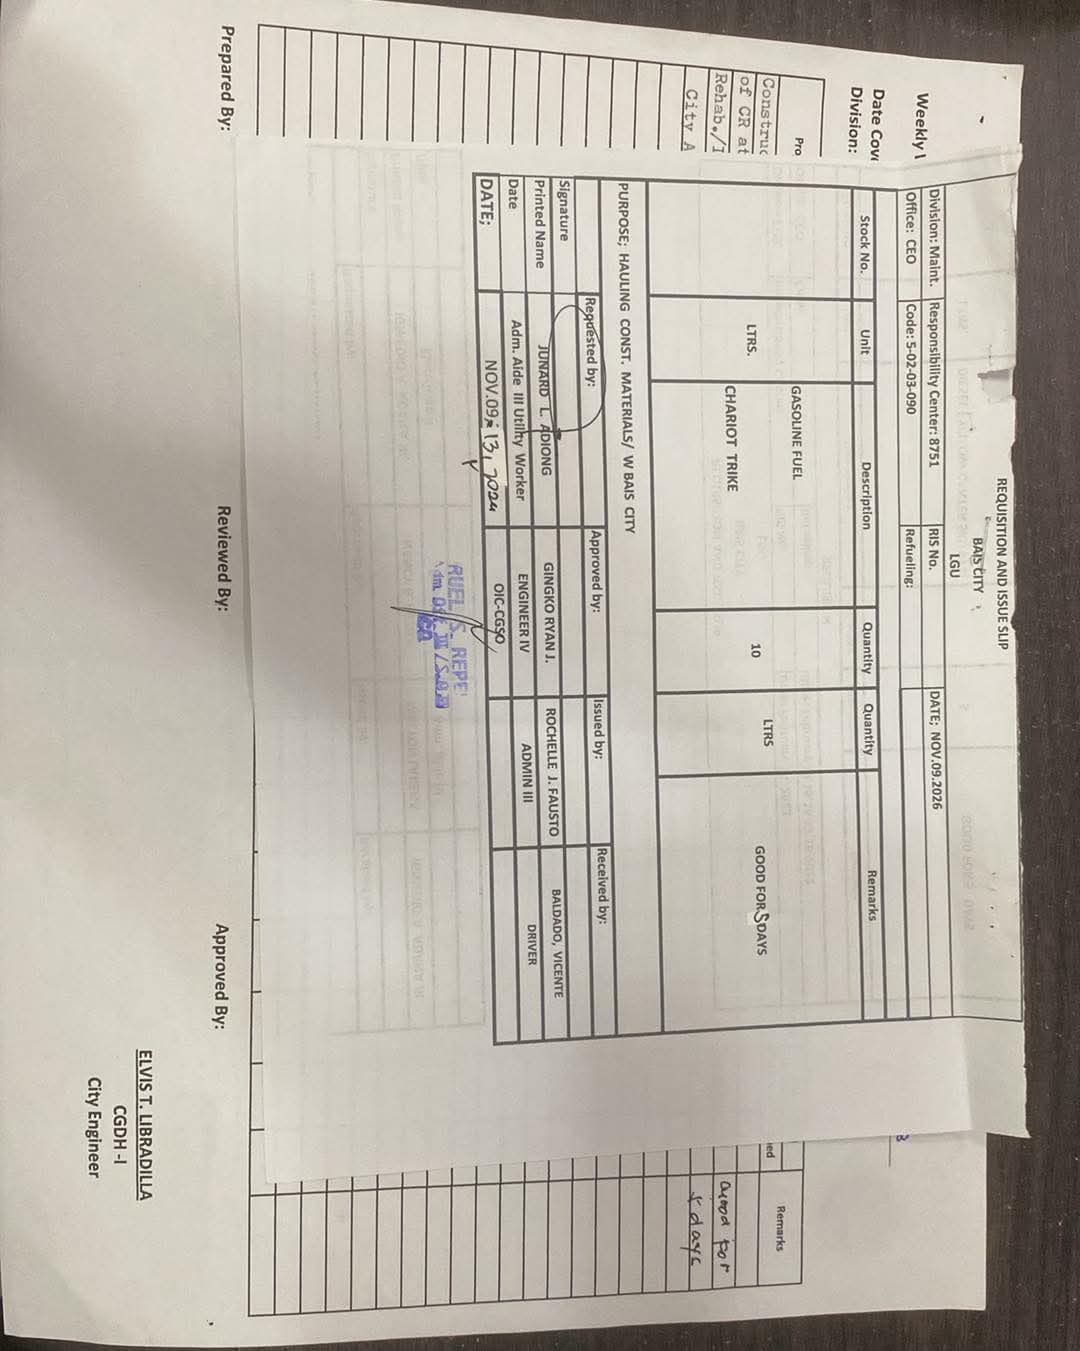 REQUISITION AND ISSUE SLIP
BAIS CITY
LGU
Division: Maint. Responsibility Center: 8751 RIS No. DATE; NOV.09.2026
Office: CEO Code: 5-02-03-090 Refueling:
Stock No. Unit Description Quantity Quantity Remarks
GASOLINE FUEL
LTRS. CHARIOT TRIKE 10 LTRS GOOD FOR 5 DAYS
PURPOSE; HAULING CONST. MATERIALS/ W BAIS CITY
Requested by: Approved by: Issued by: Received by:
Signature
Printed Name JUNARD L. ADIONG GINGKO RYAN J. ROCHELLE J. FAUSTO BALDADO, VICENTE
Date Adm. Aide III Utility Worker ENGINEER IV ADMIN III DRIVER
DATE; NOV.09 13, 2024 OIC-CGSO
RUEL S. REPE
Weekly
Date Cov
Division:
Pro
Construc
of CR at
Rehab./I
City A
ed Remarks
Good for
days
Prepared By: Reviewed By: Approved By:
ELVIS T. LIBRADILLA
CGDH -I
City Engineer